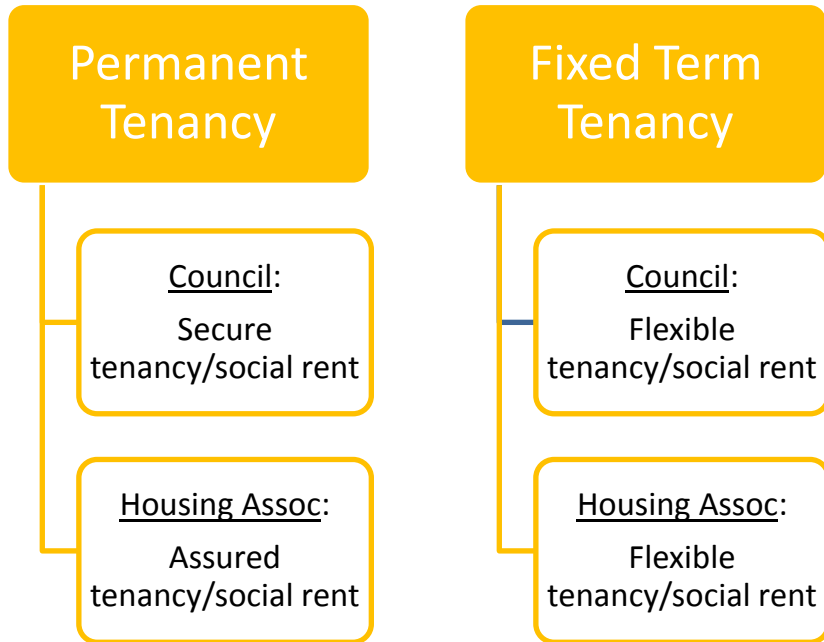 Permanent
Tenancy
Council:
Secure
tenancy/social rent
Housing Assoc:
Assured
tenancy/social rent
Fixed Term
Tenancy
Council:
Flexible
tenancy/social rent
Housing Assoc:
Flexible
tenancy/social rent